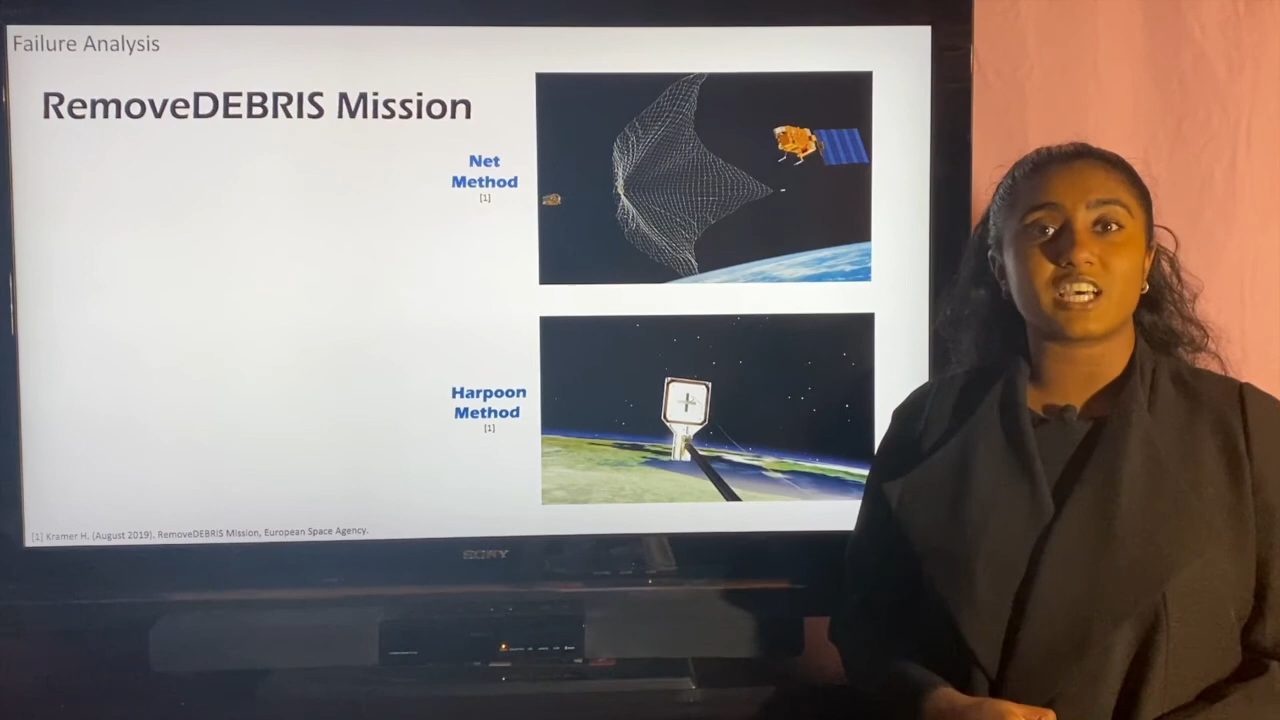 Failure Analysis
RemoveDEBRIS Mission
Net
Method
[1]
Harpoon
Method
[1]
[1] Kramer H. (August 2019). RemoveDEBRIS Mission, European Space Agency.
SONY